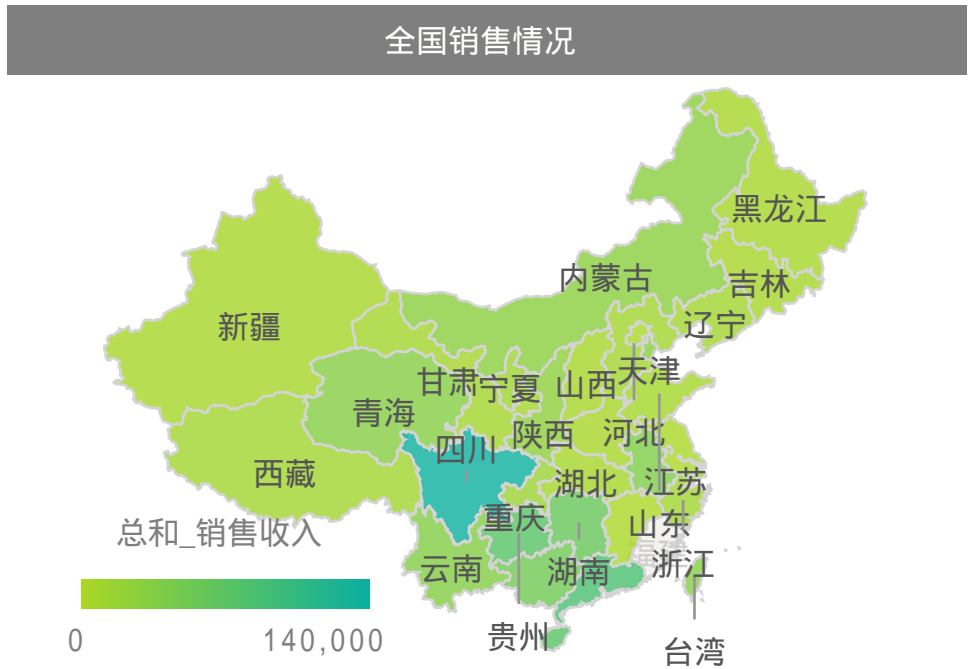 全国销售情况
黑龙江
内蒙古
吉林
新疆
辽宁
天津
甘肃
宁夏
山西
青海
陕西
河北
四川
西藏
湖北
江苏
重庆
山东
总和_销售收入
福建
浙江
云南
湖南
0
140,000
贵州
台湾